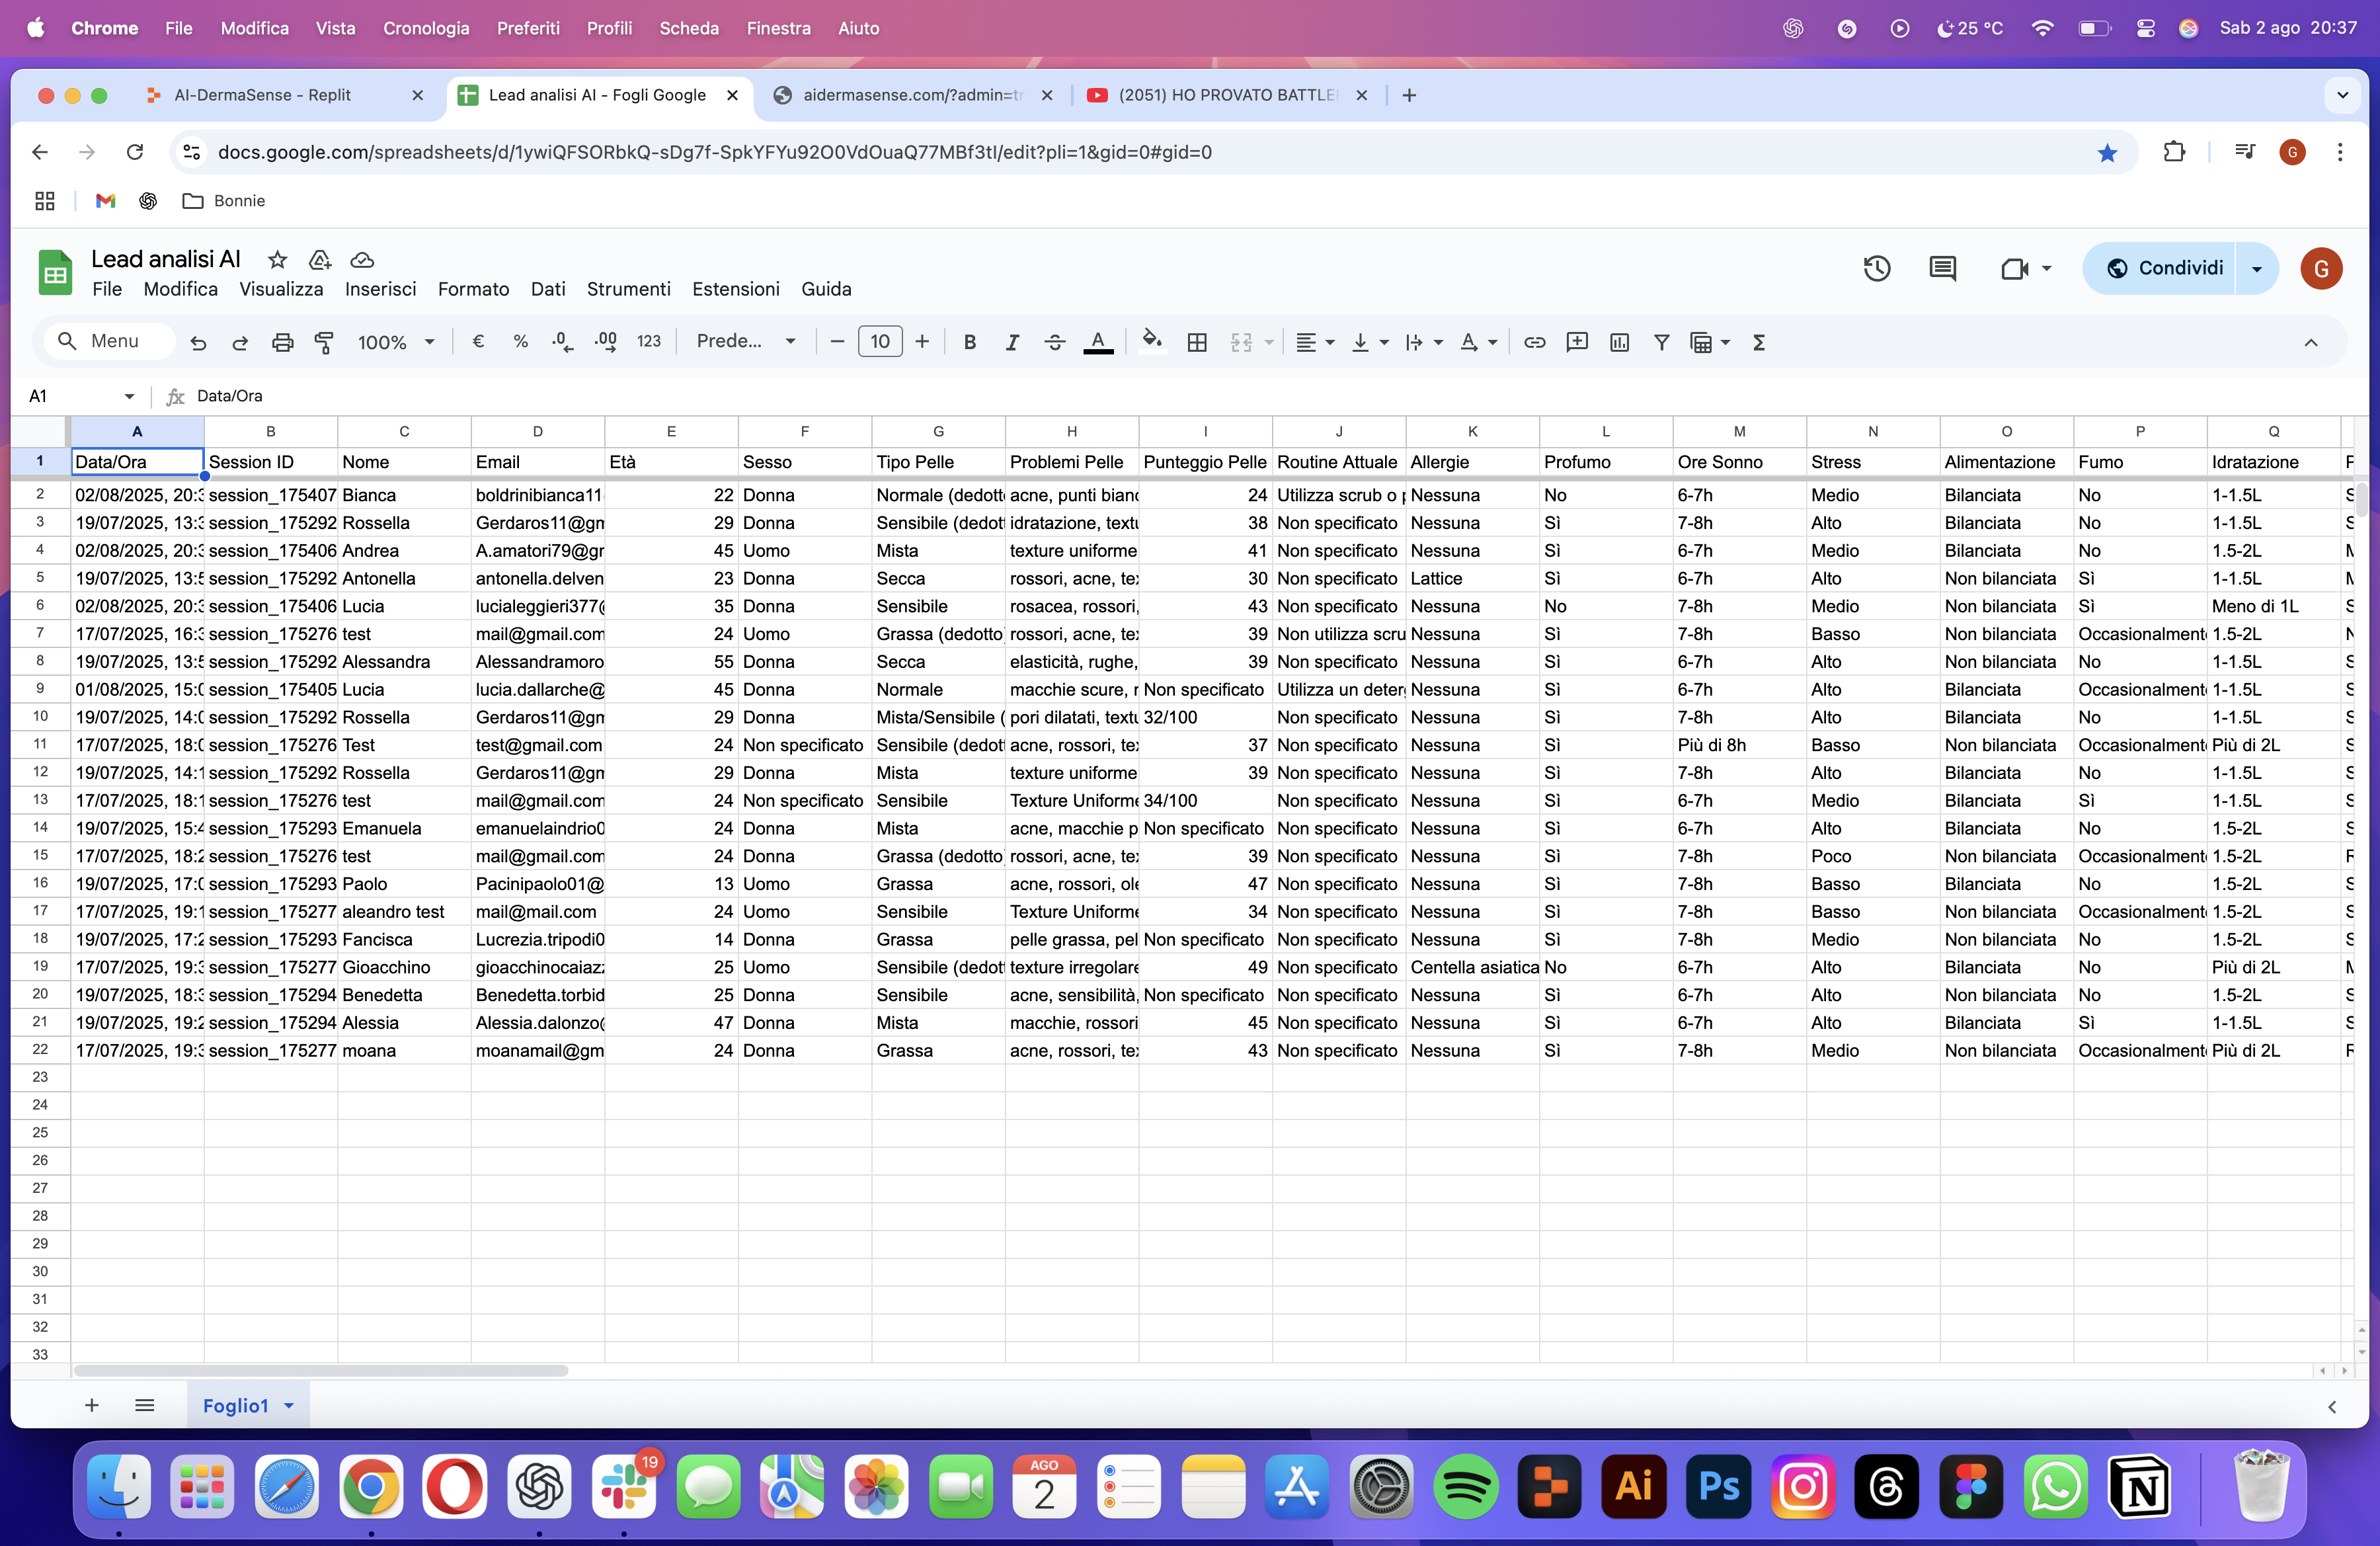 Chrome File Modifica Vista Cronologia Preferiti Profili Scheda Finestra Aiuto 25 °C Sab 2 ago 20:37
AI-DermaSense - Replit Lead analisi AI - Fogli Google aidermasense.com/?admin=tr (2051) HO PROVATO BATTLEF
docs.google.com/spreadsheets/d/1ywiQFSORbkQ-sDg7f-SpkYFYu92O0VdOuaQ77MBf3tI/edit?pli=1&gid=0#gid=0 G
Bonnie
Lead analisi AI Condividi G
File Modifica Visualizza Inserisci Formato Dati Strumenti Estensioni Guida
Menu 100% € % .0 .00 123 Prede... 10 B I S A Σ
A1 fx Data/Ora
A B C D E F G H I J K L M N O P Q
1 Data/Ora Session ID Nome Email Età Sesso Tipo Pelle Problemi Pelle Punteggio Pelle Routine Attuale Allergie Profumo Ore Sonno Stress Alimentazione Fumo Idratazione
2 02/08/2025, 20:3 session_175407 Bianca boldrinibianca11 22 Donna Normale (dedott acne, punti bianc 24 Utilizza scrub o p Nessuna No 6-7h Medio Bilanciata No 1-1.5L S
3 19/07/2025, 13:3 session_175292 Rossella Gerdaros11@gm 29 Donna Sensibile (dedott idratazione, textu 38 Non specificato Nessuna Sì 7-8h Alto Bilanciata No 1-1.5L S
4 02/08/2025, 20:3 session_175406 Andrea A.amatori79@gm 45 Uomo Mista texture uniforme 41 Non specificato Nessuna Sì 6-7h Medio Bilanciata No 1.5-2L M
5 19/07/2025, 13:5 session_175292 Antonella antonella.delven 23 Donna Secca rossori, acne, tex 30 Non specificato Lattice Sì 6-7h Alto Non bilanciata Sì 1-1.5L M
6 02/08/2025, 20:3 session_175406 Lucia lucialeggieri377@ 35 Donna Sensibile rosacea, rossori, 43 Non specificato Nessuna No 7-8h Medio Non bilanciata Sì Meno di 1L S
7 17/07/2025, 16:3 session_175276 test mail@gmail.com 24 Uomo Grassa (dedotto) rossori, acne, tex 39 Non utilizza scru Nessuna Sì 7-8h Basso Non bilanciata Occasionalment 1.5-2L N
8 19/07/2025, 13:5 session_175292 Alessandra Alessandramoro 55 Donna Secca elasticità, rughe, 39 Non specificato Nessuna Sì 6-7h Alto Non bilanciata No 1-1.5L S
9 01/08/2025, 15:0 session_175405 Lucia lucia.dallarche@ 45 Donna Normale macchie scure, r Non specificato Utilizza un deterg Nessuna Sì 6-7h Alto Bilanciata Occasionalment 1-1.5L S
10 19/07/2025, 14:0 session_175292 Rossella Gerdaros11@gm 29 Donna Mista/Sensibile ( pori dilatati, textu 32/100 Non specificato Nessuna Sì 7-8h Alto Bilanciata No 1-1.5L S
11 17/07/2025, 18:0 session_175276 Test test@gmail.com 24 Non specificato Sensibile (dedott acne, rossori, tex 37 Non specificato Nessuna Sì Più di 8h Basso Non bilanciata Occasionalment Più di 2L S
12 19/07/2025, 14:1 session_175292 Rossella Gerdaros11@gm 29 Donna Mista texture uniforme 39 Non specificato Nessuna Sì 7-8h Alto Bilanciata No 1-1.5L S
13 17/07/2025, 18:1 session_175276 test mail@gmail.com 24 Non specificato Sensibile Texture Uniforme 34/100 Non specificato Nessuna Sì 6-7h Medio Bilanciata Sì 1-1.5L S
14 19/07/2025, 15:4 session_175293 Emanuela emanuelaindrio0 24 Donna Mista acne, macchie p Non specificato Non specificato Nessuna Sì 6-7h Alto Bilanciata No 1.5-2L S
15 17/07/2025, 18:2 session_175276 test mail@gmail.com 24 Donna Grassa (dedotto) rossori, acne, tex 39 Non specificato Nessuna Sì 7-8h Poco Non bilanciata Occasionalment 1.5-2L R
16 19/07/2025, 17:0 session_175293 Paolo Pacinipaolo01@ 13 Uomo Grassa acne, rossori, ole 47 Non specificato Nessuna Sì 7-8h Basso Bilanciata No 1.5-2L S
17 17/07/2025, 19:1 session_175277 aleandro test mail@mail.com 24 Uomo Sensibile Texture Uniforme 34 Non specificato Nessuna Sì 7-8h Basso Non bilanciata Occasionalment 1.5-2L S
18 19/07/2025, 17:2 session_175293 Fancisca Lucrezia.tripodi0 14 Donna Grassa pelle grassa, pel Non specificato Non specificato Nessuna Sì 7-8h Medio Non bilanciata No 1.5-2L S
19 17/07/2025, 19:3 session_175277 Gioacchino gioacchinocaiazz 25 Uomo Sensibile (dedott texture irregolare 49 Non specificato Centella asiatica No 6-7h Alto Bilanciata No Più di 2L M
20 19/07/2025, 18:3 session_175294 Benedetta Benedetta.torbid 25 Donna Sensibile acne, sensibilità, Non specificato Non specificato Nessuna Sì 6-7h Alto Non bilanciata No 1.5-2L S
21 19/07/2025, 19:2 session_175294 Alessia Alessia.dalonzo@ 47 Donna Mista macchie, rossori 45 Non specificato Nessuna Sì 6-7h Alto Bilanciata Sì 1-1.5L S
22 17/07/2025, 19:3 session_175277 moana moanamail@gm 24 Donna Grassa acne, rossori, tex 43 Non specificato Nessuna Sì 7-8h Medio Non bilanciata Occasionalment Più di 2L R
23
24
25
26
27
28
29
30
31
32
33
Foglio1
19
AGO
2
Ai Ps